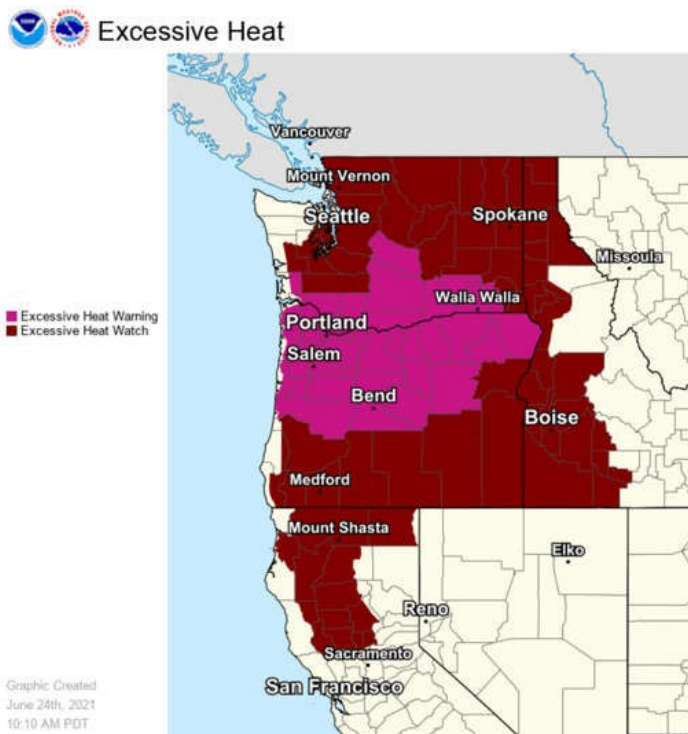 Excessive Heat
Vancouver
Mount Vernon
Seattle
Spokane
Missoula
Excessive Heat Warning
Excessive Heat Watch
Walla Walla
Portland
Salem
Bend
Boise
Medford
Mount Shasta
Elko
Reno
Sacramento
San Francisco
Graphic Created
June 24th, 2021
10:10 AM PDT